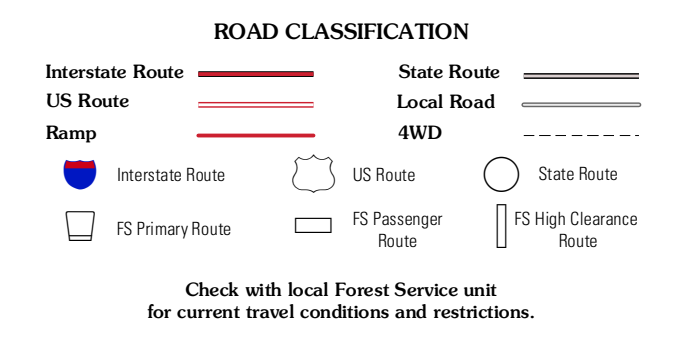 ROAD CLASSIFICATION
Interstate Route
State Route
US Route
Local Road
Ramp
4WD
Interstate Route
US Route
State Route
FS Primary Route
FS Passenger
Route
FS High Clearance
Route
Check with local Forest Service unit
for current travel conditions and restrictions.